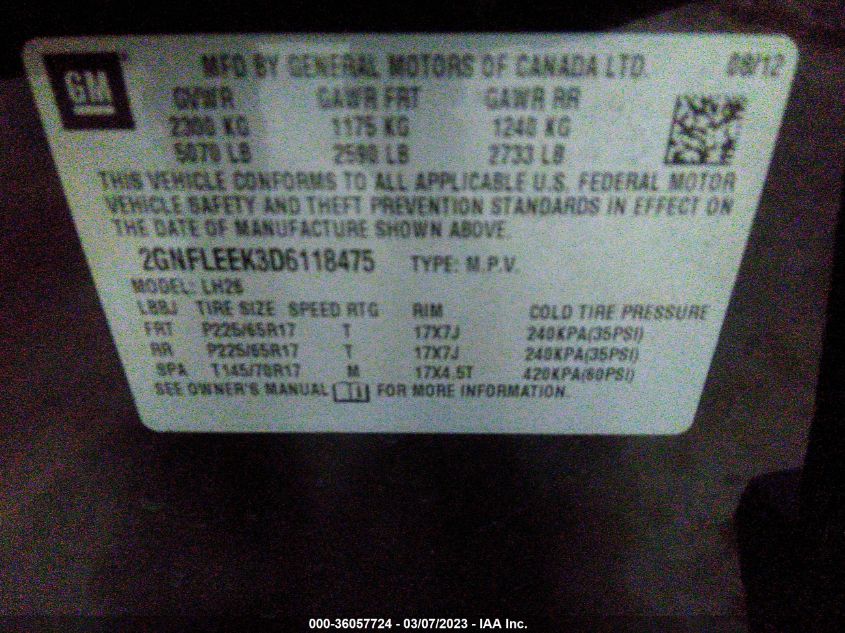 GM
MFD BY GENERAL MOTORS OF CANADA LTD. 08/12
GVWR GAWR FRT GAWR RR
2300 KG 1175 KG 1240 KG
5070 LB 2590 LB 2733 LB
THIS VEHICLE CONFORMS TO ALL APPLICABLE U.S. FEDERAL MOTOR
VEHICLE SAFETY AND THEFT PREVENTION STANDARDS IN EFFECT ON
THE DATE OF MANUFACTURE SHOWN ABOVE.
2GNFLEEK3D6118475 TYPE: M.P.V.
MODEL: LH26
LBBJ TIRE SIZE SPEED RTG RIM COLD TIRE PRESSURE
FRT P225/65R17 T 17X7J 240KPA(35PSI)
RR P225/65R17 T 17X7J 240KPA(35PSI)
SPA T145/70R17 M 17X4.5T 420KPA(60PSI)
SEE OWNER'S MANUAL FOR MORE INFORMATION.
000-36057724 - 03/07/2023 - IAA Inc.